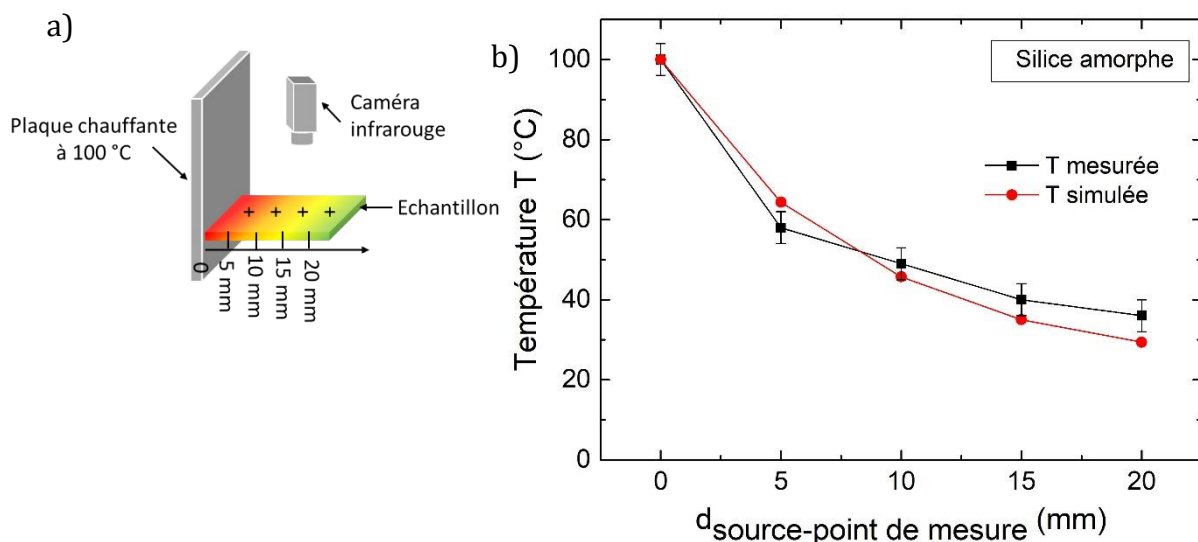 a)
Plaque chauffante
à 100 °C
Caméra
infrarouge
Echantillon
0
5 mm
10 mm
15 mm
20 mm
b)
Silice amorphe
T mesurée
T simulée
Température T (°C)
100
80
60
40
20
0
0 5 10 15 20
dsource-point de mesure (mm)